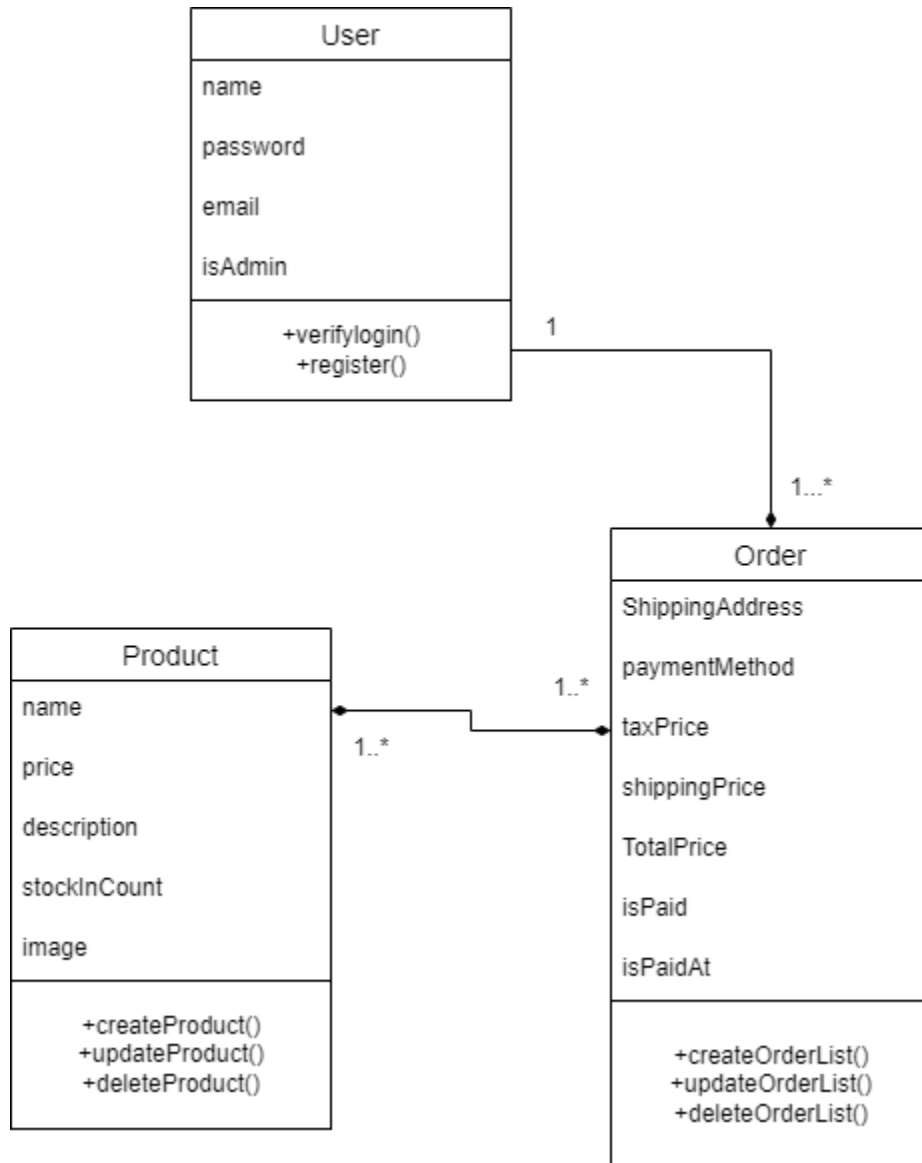 User
name
password
email
isAdmin
+verifylogin()
+register()
1
1...*
Order
ShippingAddress
paymentMethod
taxPrice
shippingPrice
TotalPrice
isPaid
isPaidAt
+createOrderList()
+updateOrderList()
+deleteOrderList()
1..*
1..*
Product
name
price
description
stockInCount
image
+createProduct()
+updateProduct()
+deleteProduct()